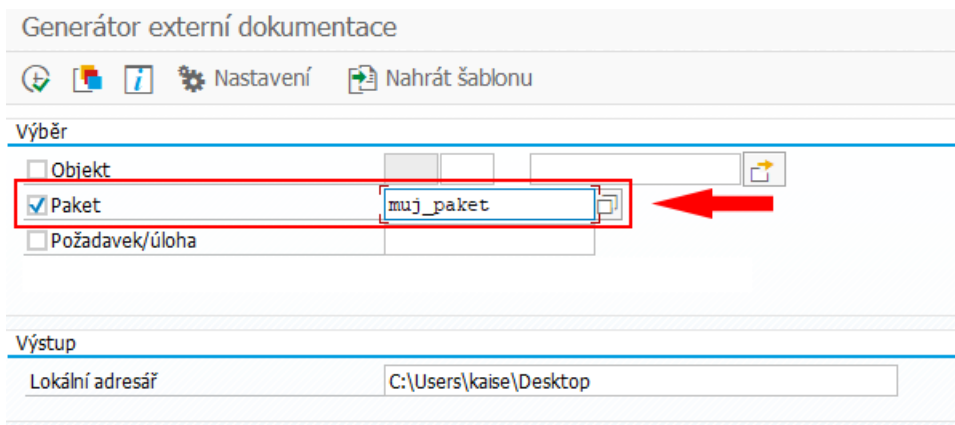 Generátor externí dokumentace
Nastavení Nahrát šablonu
Výběr
Objekt
Paket muj_paket
Požadavek/úloha
Výstup
Lokální adresář C:\Users\kaise\Desktop